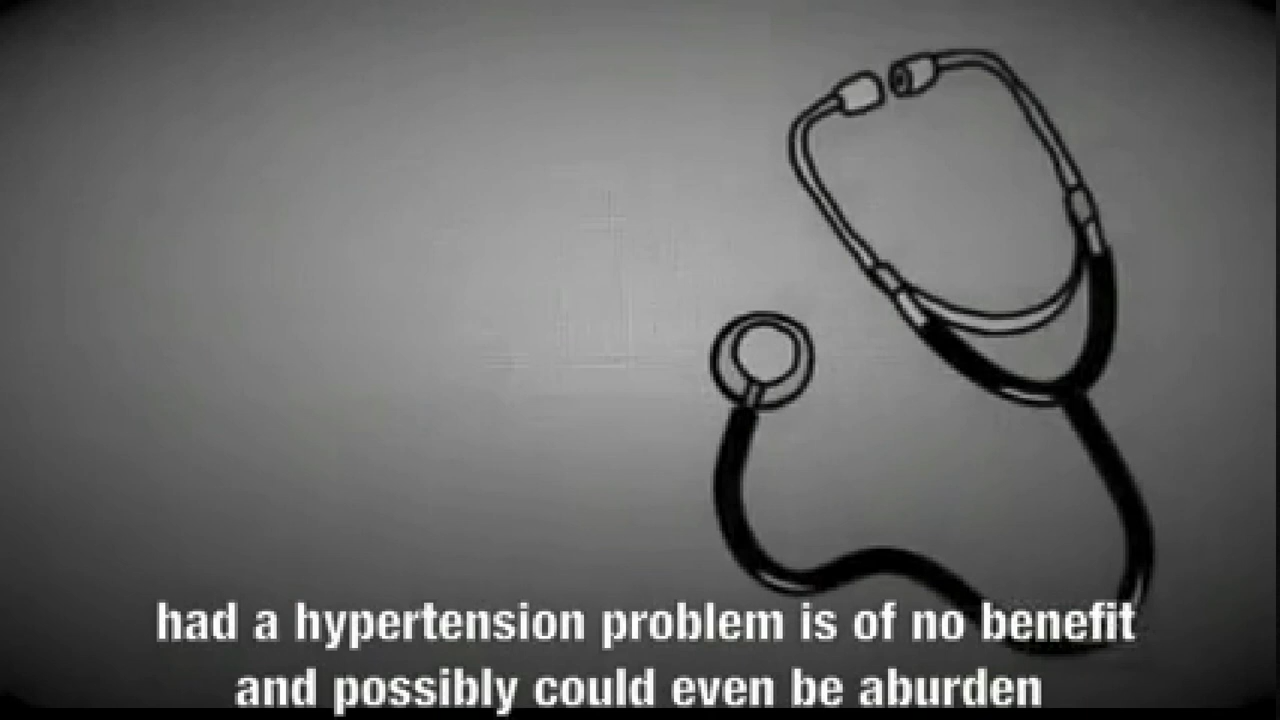 had a hypertension problem is of no benefit
and possibly could even be aburden